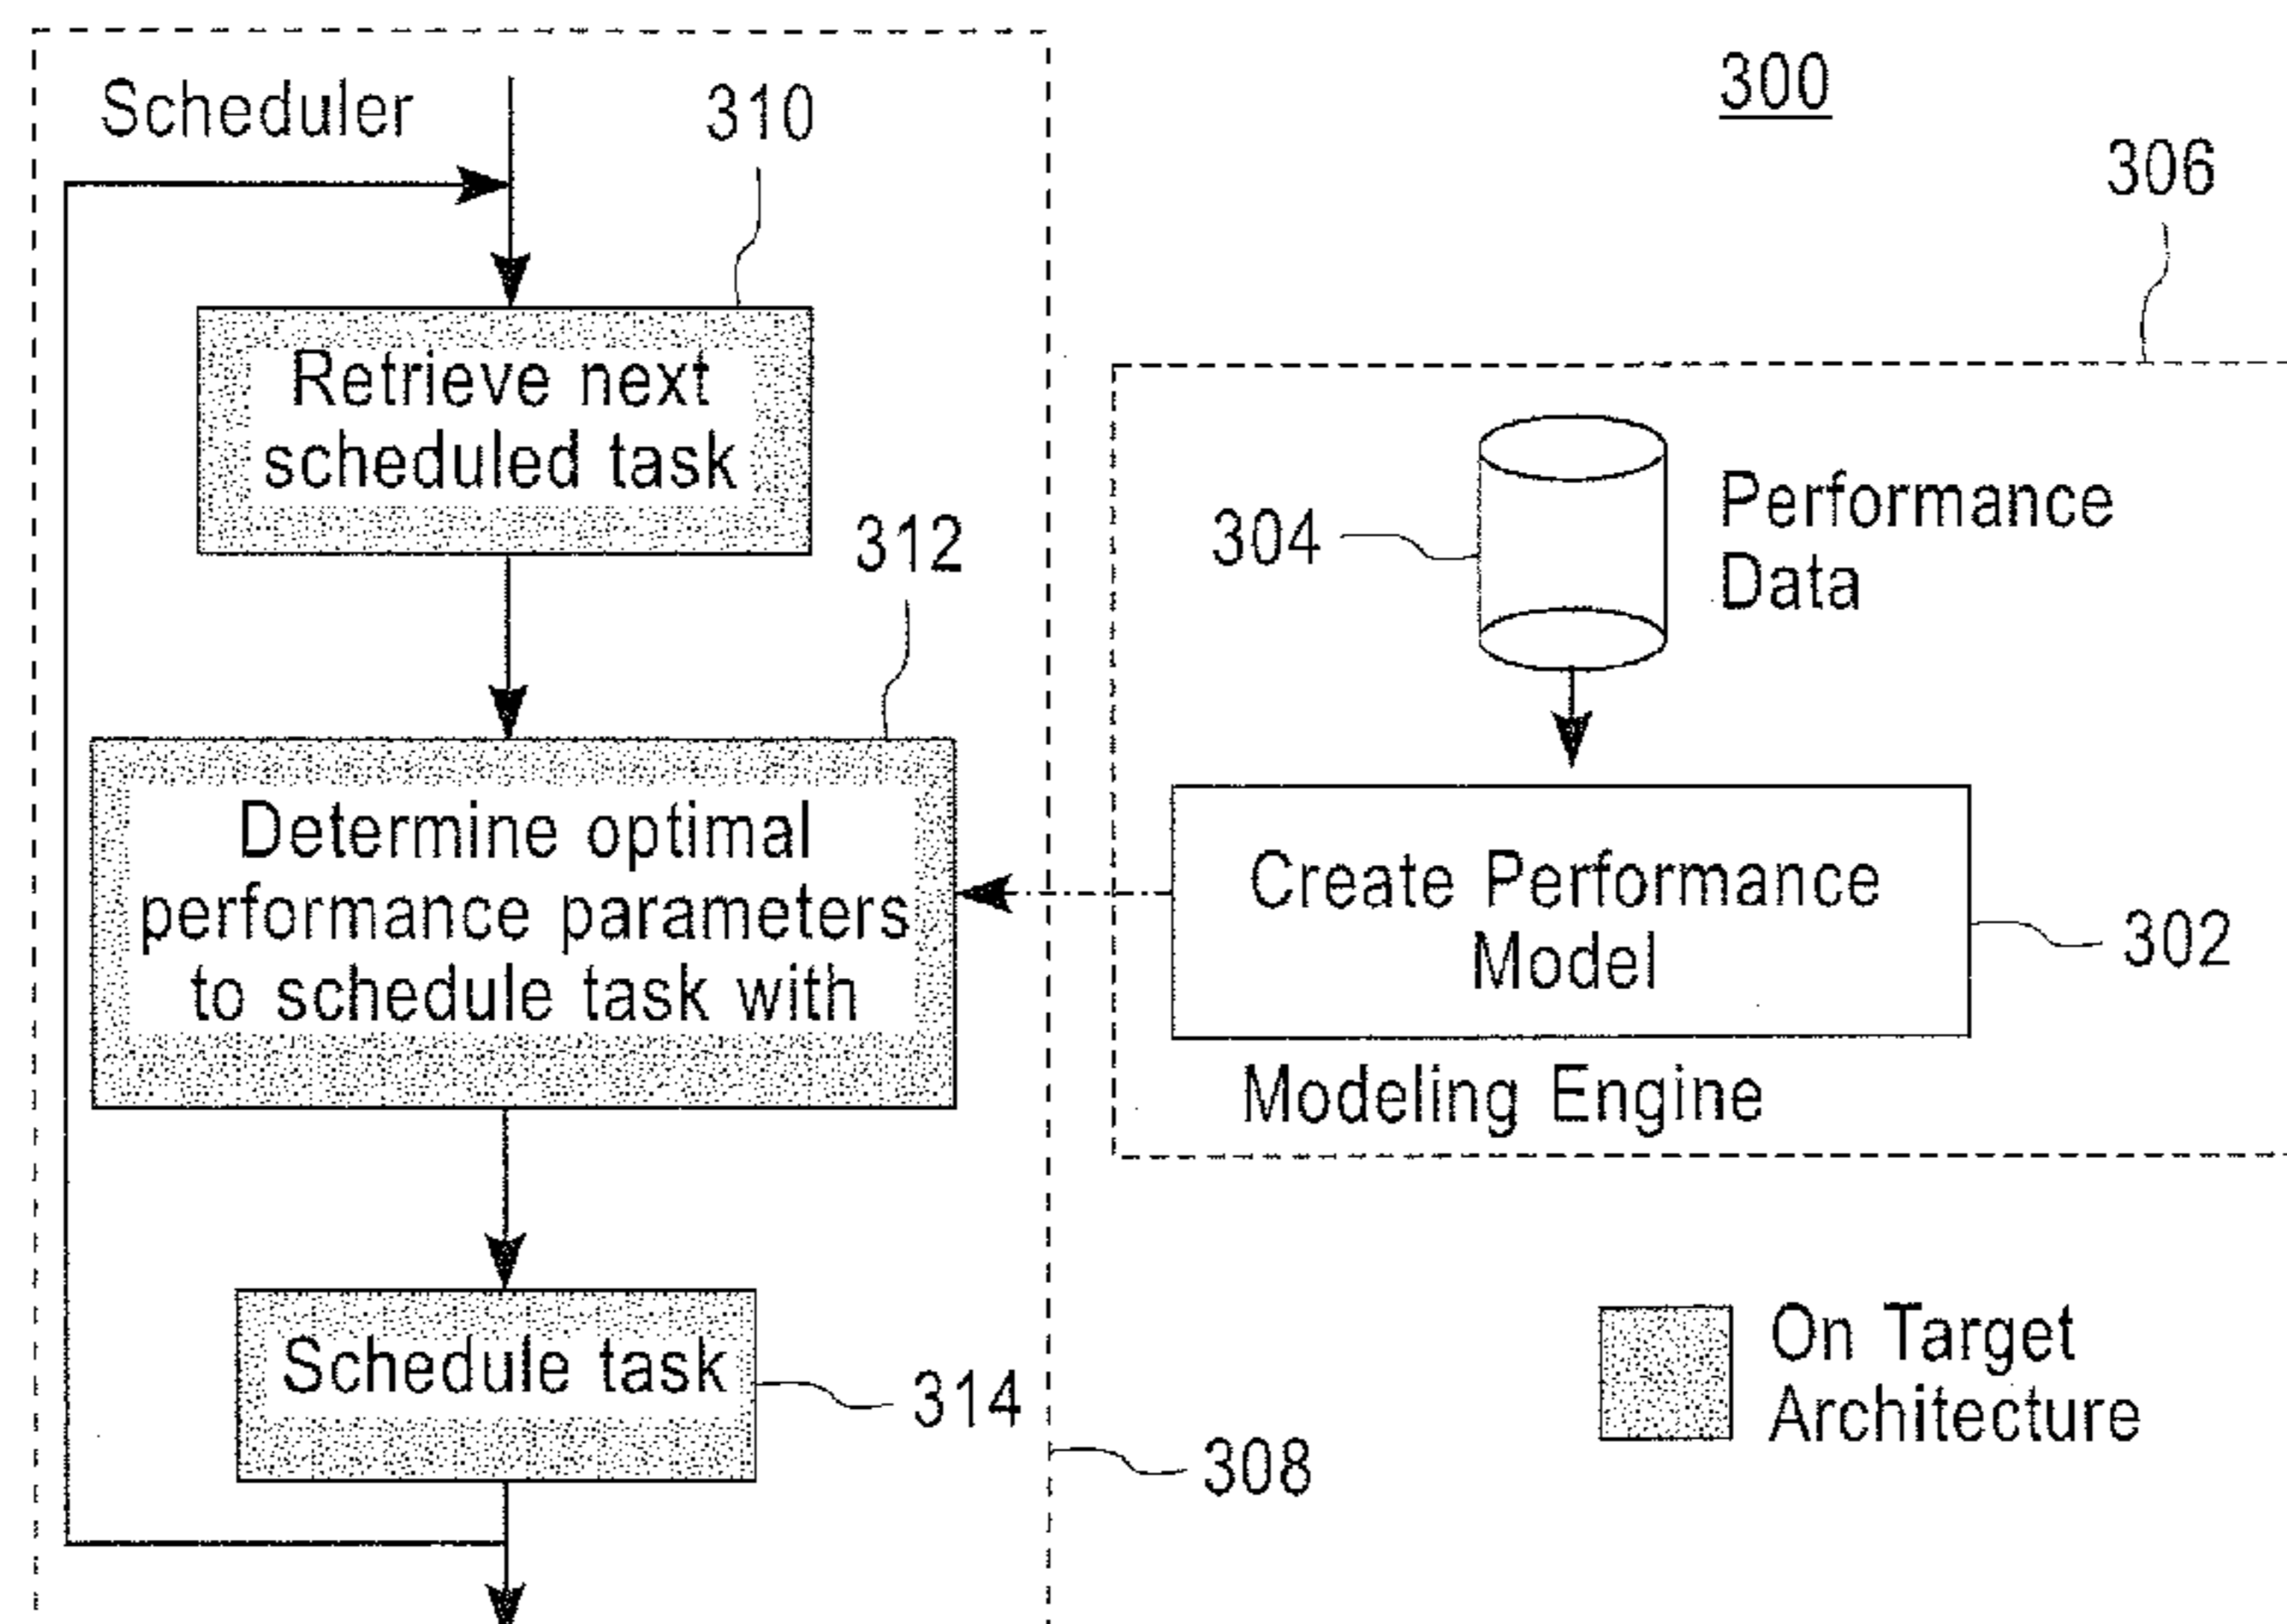 Scheduler
310
Retrieve next
scheduled task
312
Determine optimal
performance parameters
to schedule task with
Schedule task
314
308
300
306
304
Performance
Data
Create Performance
Model
302
Modeling Engine
On Target
Architecture